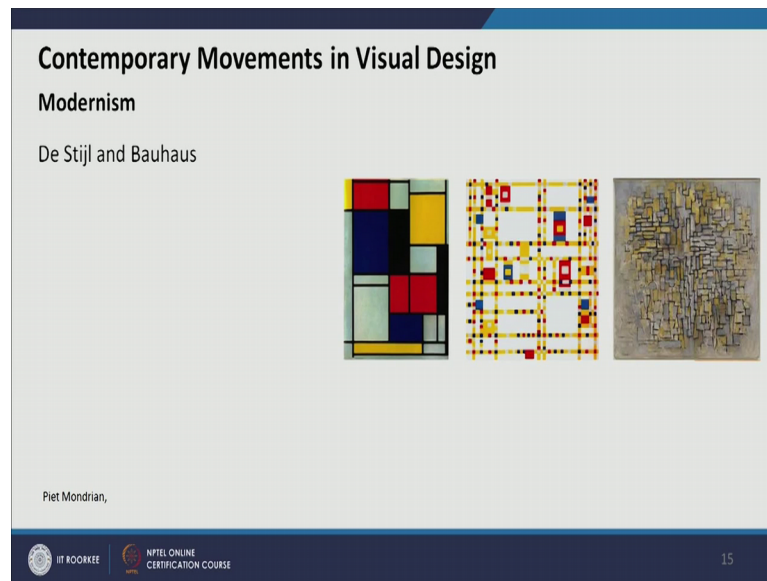 Contemporary Movements in Visual Design
Modernism
De Stijl and Bauhaus
Piet Mondrian,
IIT ROORKEE
NPTEL ONLINE
CERTIFICATION COURSE
15